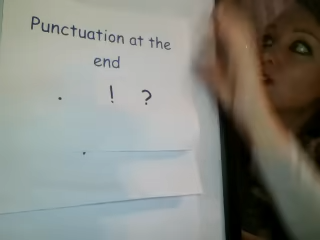 Punctuation at the
end
. ! ?
.